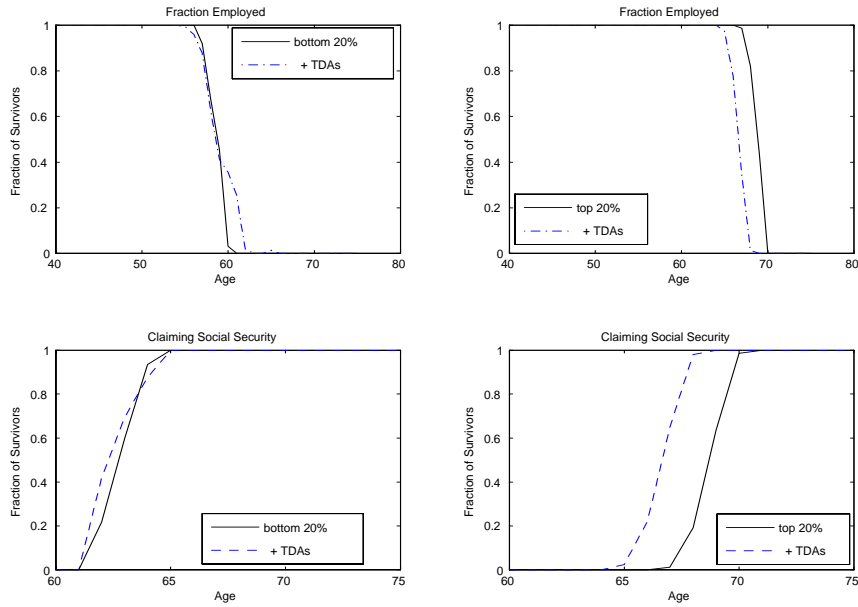 Fraction Employed
1
0.8
0.6
0.4
0.2
0
Fraction of Survivors
bottom 20%
+ TDAs
40
50
60
70
80
Age
Fraction Employed
1
0.8
0.6
0.4
0.2
0
Fraction of Survivors
top 20%
+ TDAs
40
50
60
70
80
Age
Claiming Social Security
1
0.8
0.6
0.4
0.2
0
Fraction of Survivors
bottom 20%
+ TDAs
60
65
70
75
Age
Claiming Social Security
1
0.8
0.6
0.4
0.2
0
Fraction of Survivors
top 20%
+ TDAs
60
65
70
75
Age